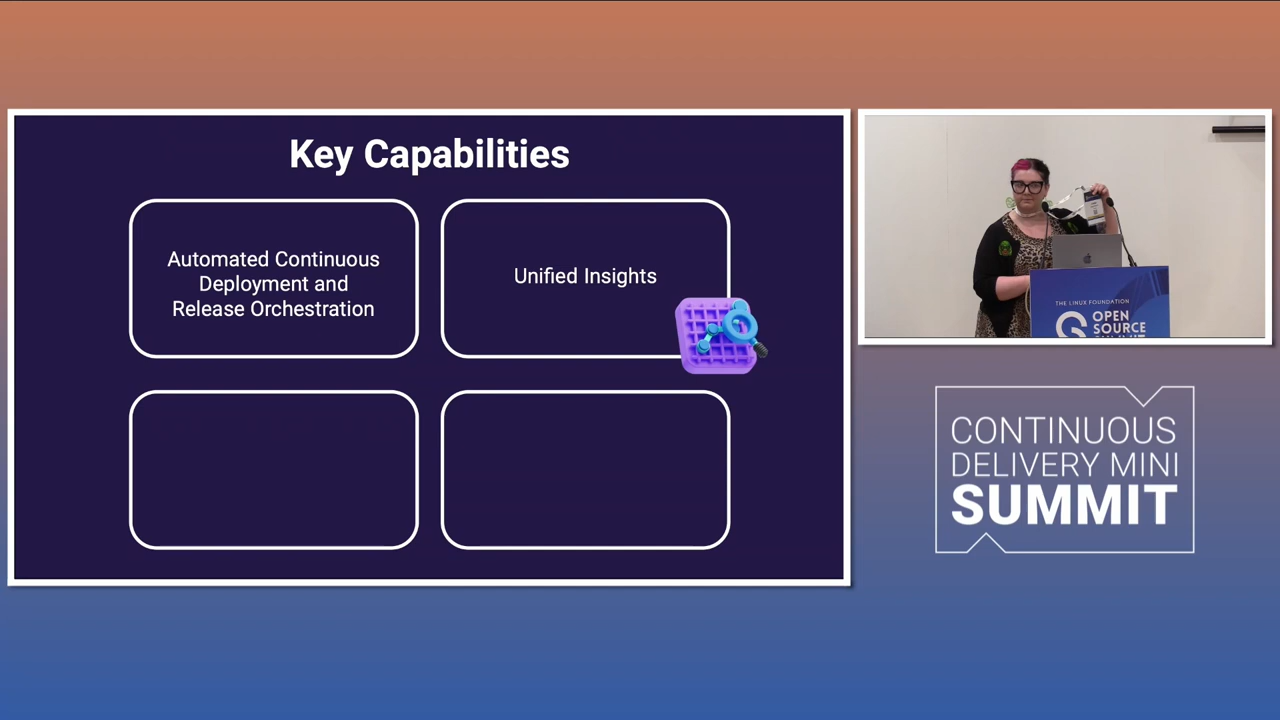 Key Capabilities
Automated Continuous
Deployment and
Release Orchestration
Unified Insights
THE LINUX FOUNDATION
OPEN
SOURCE
CONTINUOUS
DELIVERY MINI
SUMMIT